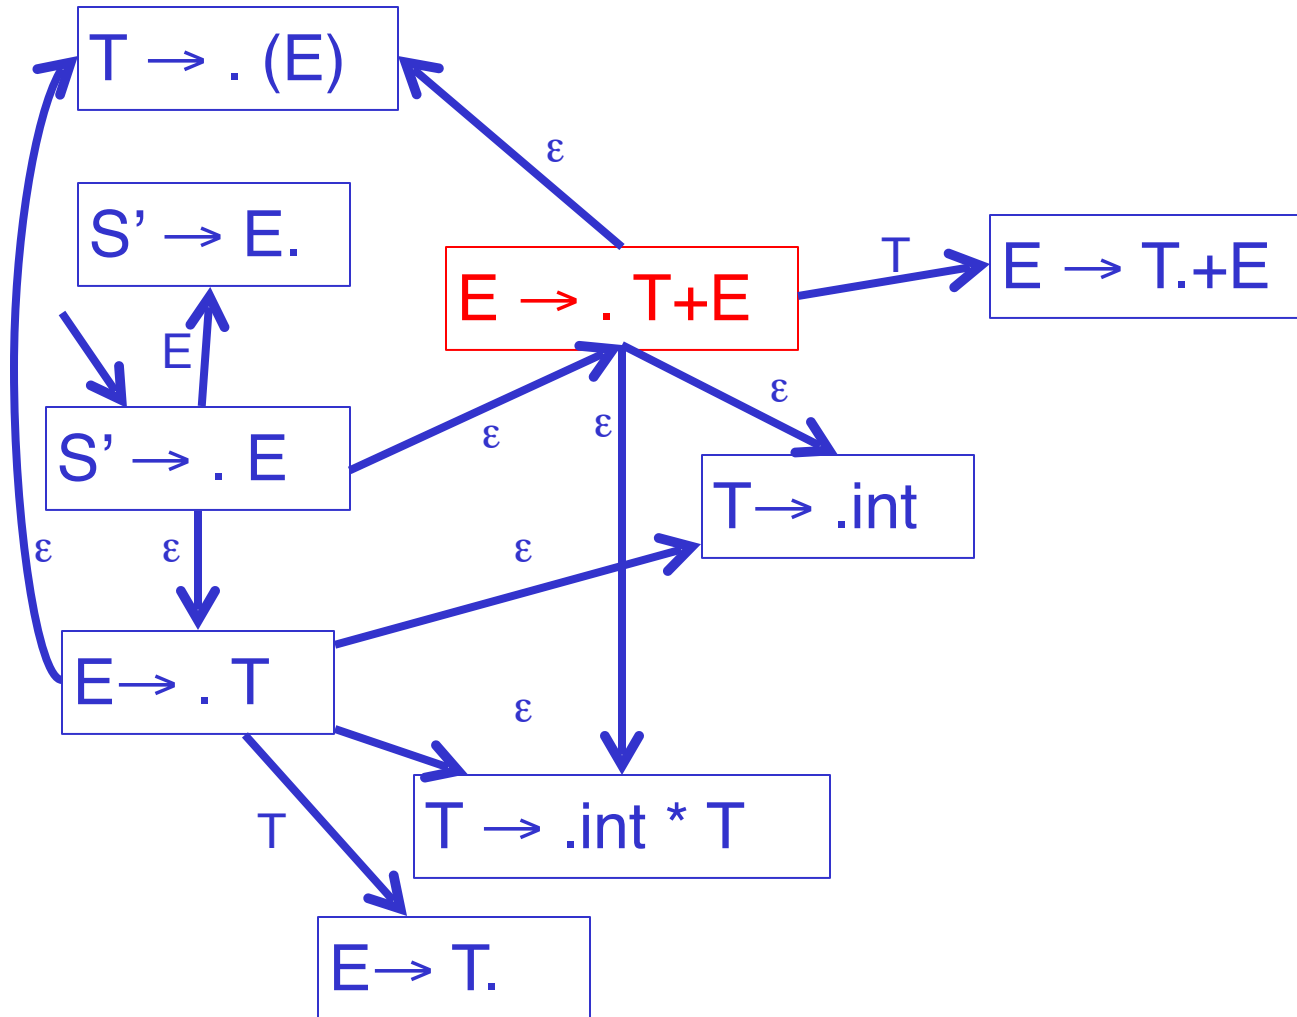 T → . (E)
ε
S’ → E.
E → . T+E
T
E → T.+E
E
ε
ε
ε
S’ → . E
T→ .int
ε
ε
ε
E→ . T
ε
T → .int * T
T
E→ T.